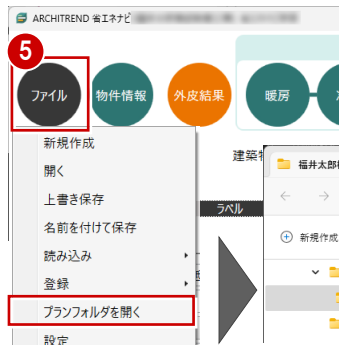 ARCHITREND 省エネナビ
5
ファイル
物件情報
外皮結果
暖房
新規作成
開く
上書き保存
名前を付けて保存
読み込み
登録
プランフォルダを開く
設定
建築
ラベル
福井太郎
← →
新規作成